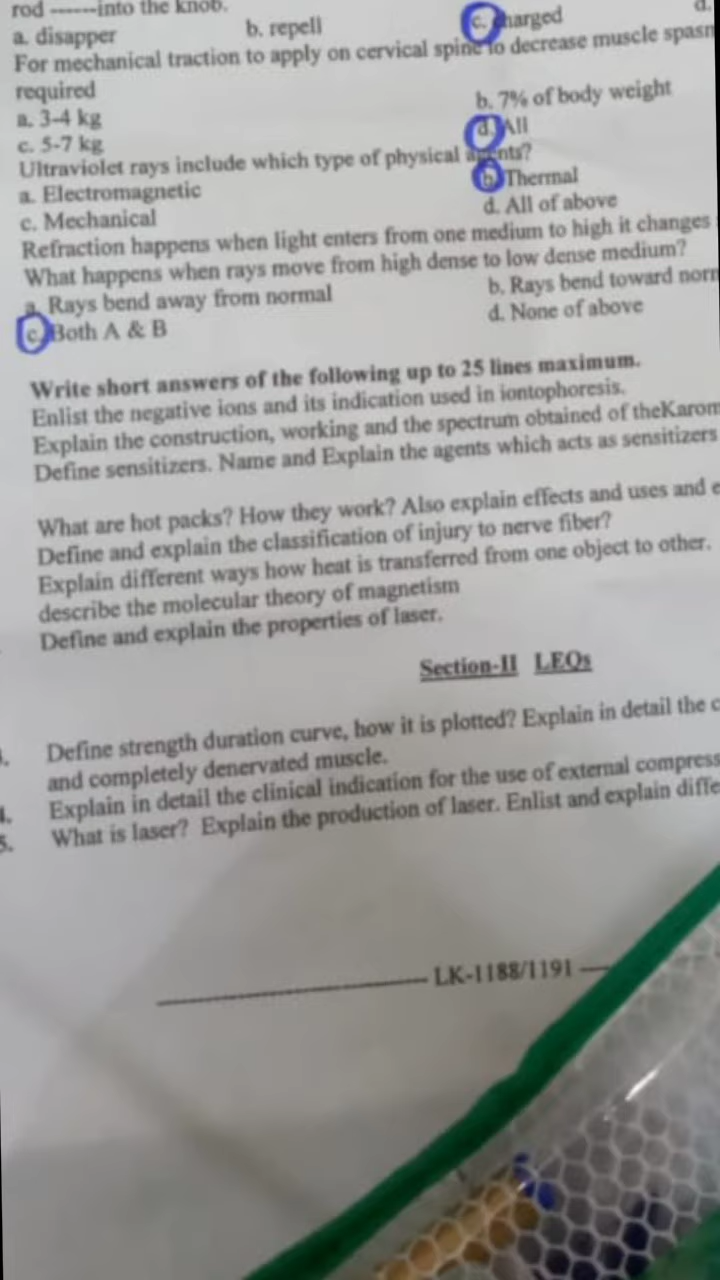 rod ------into the knob.
a. disapper b. repell c. charged d.
For mechanical traction to apply on cervical spine to decrease muscle spasm
required
a. 3-4 kg b. 7% of body weight
c. 5-7 kg d. All
Ultraviolet rays include which type of physical agents?
a. Electromagnetic b. Thermal
c. Mechanical d. All of above
Refraction happens when light enters from one medium to high it changes
What happens when rays move from high dense to low dense medium?
a. Rays bend away from normal b. Rays bend toward norm
c. Both A & B d. None of above
Write short answers of the following up to 25 lines maximum.
Enlist the negative ions and its indication used in iontophoresis.
Explain the construction, working and the spectrum obtained of theKarom
Define sensitizers. Name and Explain the agents which acts as sensitizers
What are hot packs? How they work? Also explain effects and uses and
Define and explain the classification of injury to nerve fiber?
Explain different ways how heat is transferred from one object to other.
describe the molecular theory of magnetism
Define and explain the properties of laser.
Section-II LEQs
Define strength duration curve, how it is plotted? Explain in detail the c
and completely denervated muscle.
4. Explain in detail the clinical indication for the use of external compress
5. What is laser? Explain the production of laser. Enlist and explain diffe
LK-1188/1191